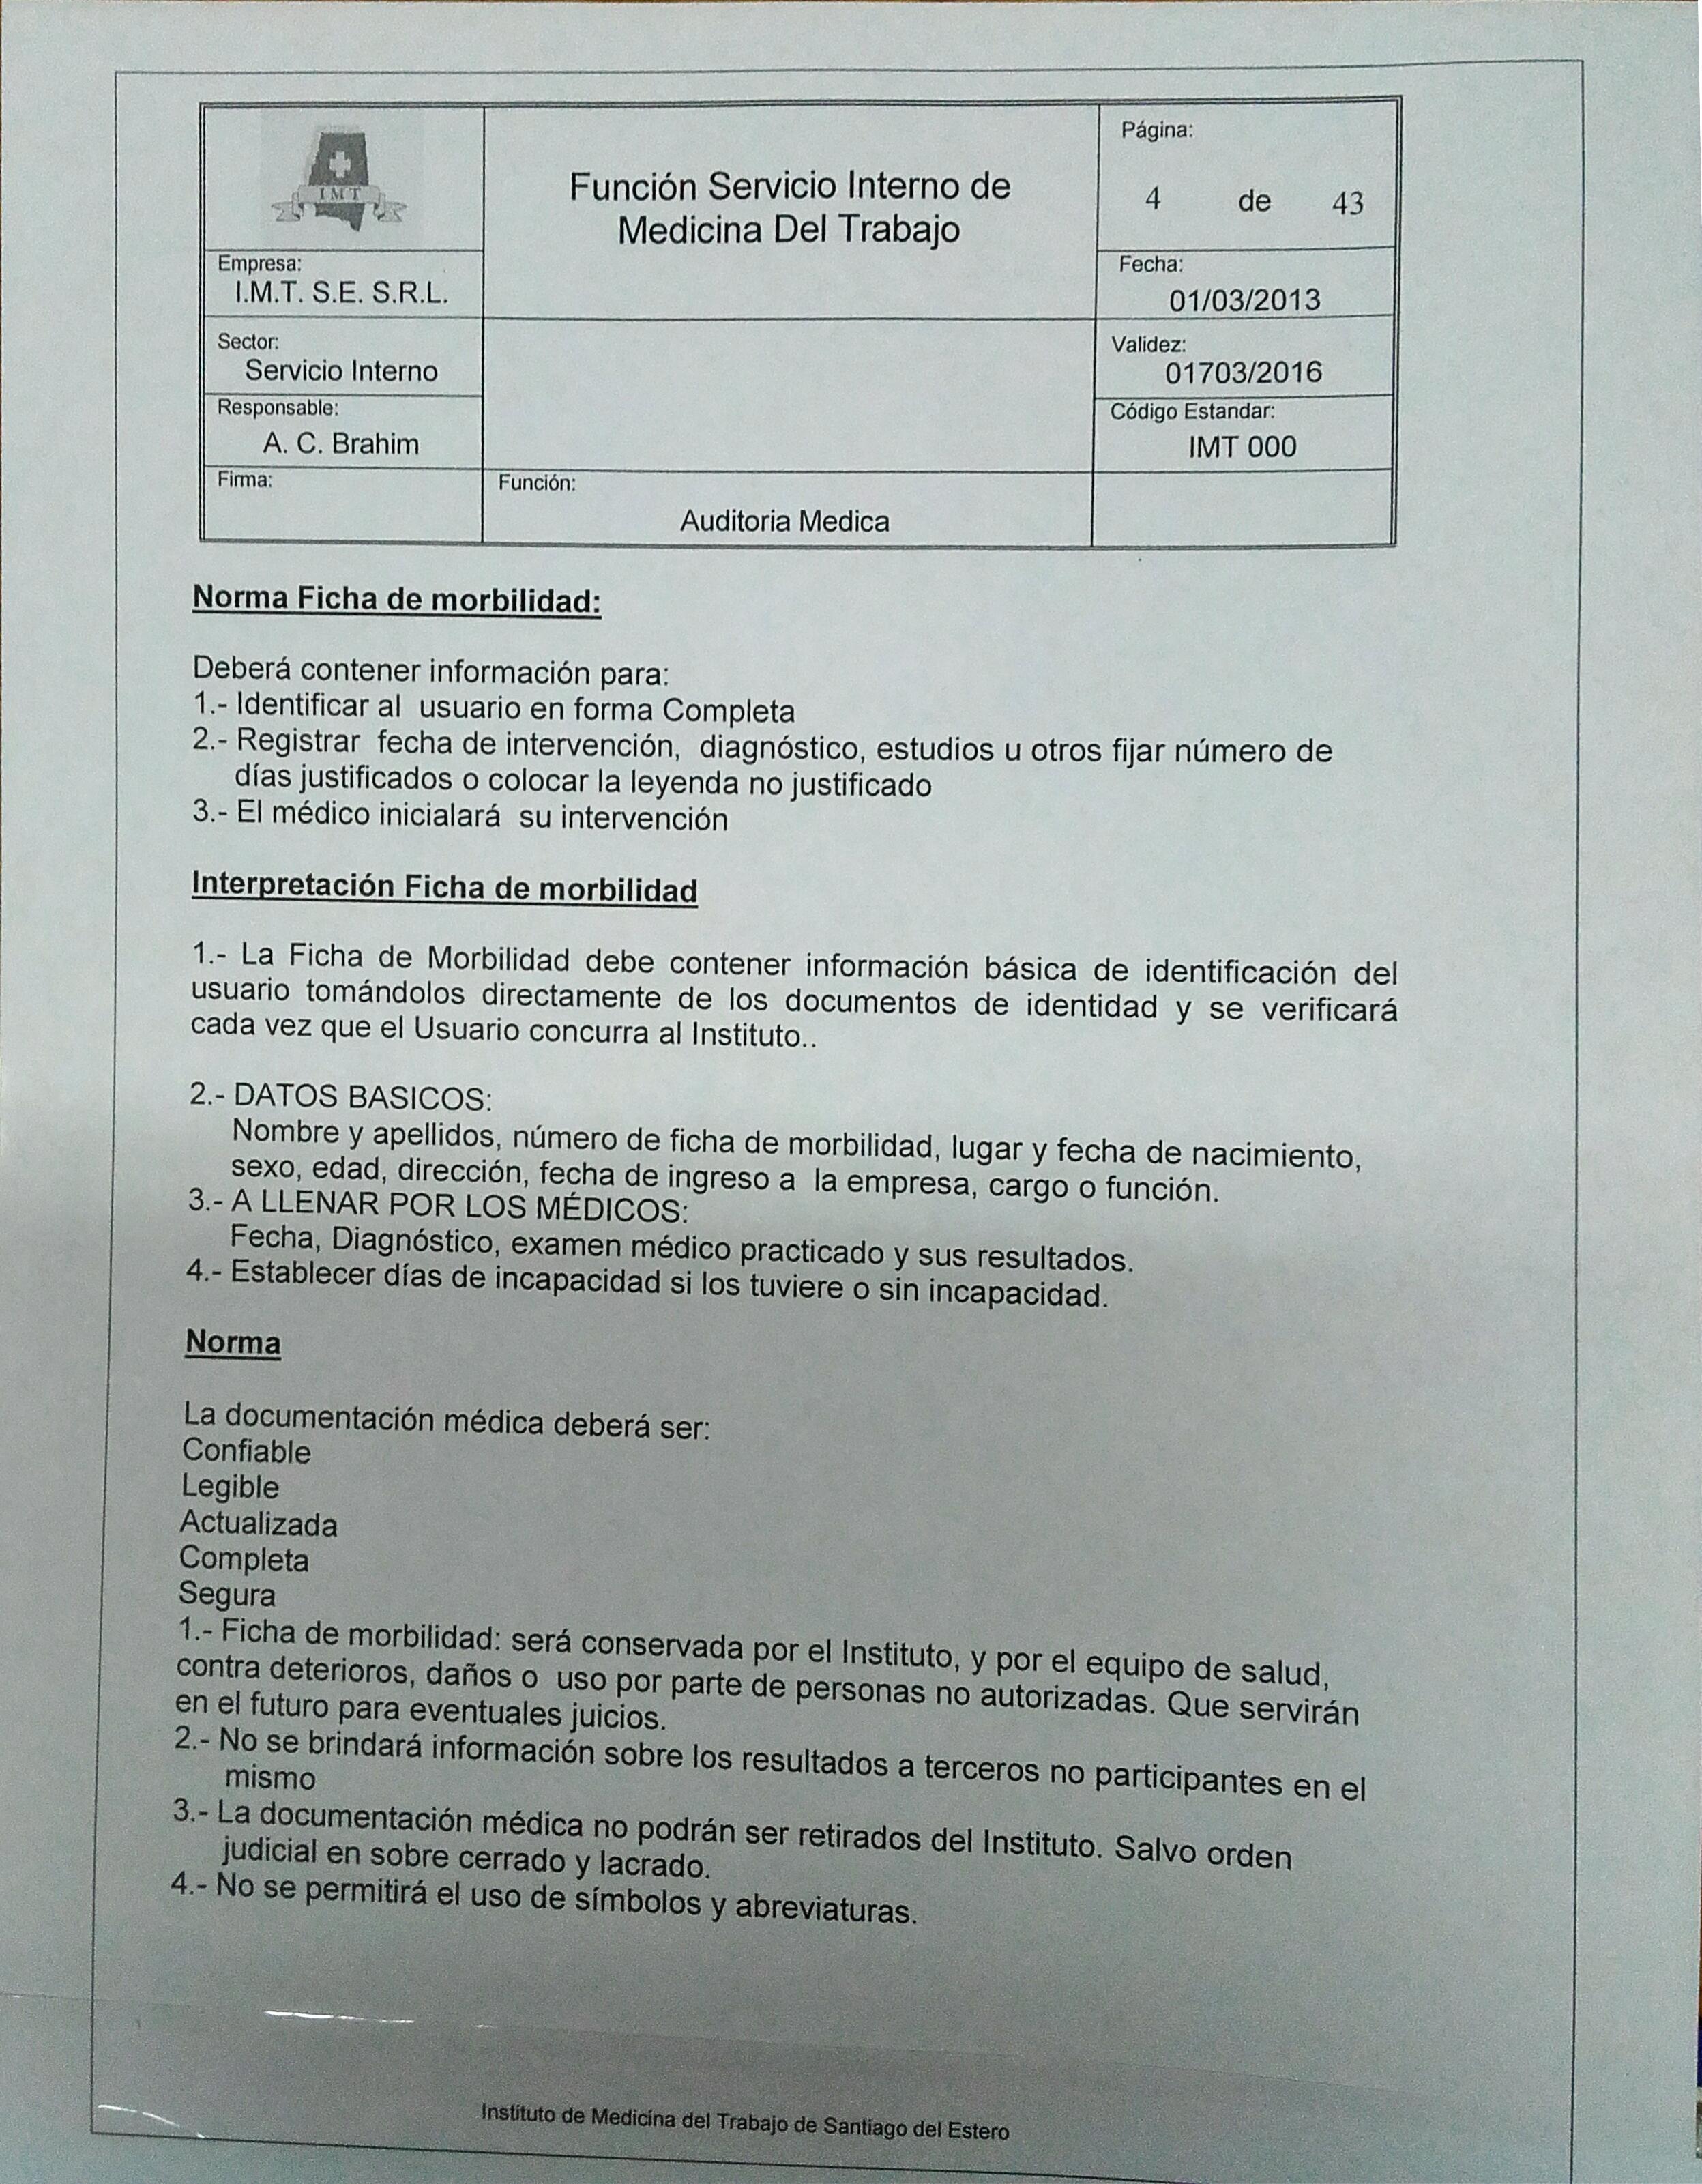 IMT
Función Servicio Interno de
Medicina Del Trabajo
Página:
4 de 43
Empresa:
I.M.T. S.E. S.R.L.
Fecha:
01/03/2013
Sector:
Servicio Interno
Validez:
01703/2016
Responsable:
A. C. Brahim
Código Estandar:
IMT 000
Firma:
Función:
Auditoria Medica
Norma Ficha de morbilidad:
Deberá contener información para:
1.- Identificar al usuario en forma Completa
2.- Registrar fecha de intervención, diagnóstico, estudios u otros fijar número de
días justificados o colocar la leyenda no justificado
3.- El médico inicialará su intervención
Interpretación Ficha de morbilidad
1.- La Ficha de Morbilidad debe contener información básica de identificación del
usuario tomándolos directamente de los documentos de identidad y se verificará
cada vez que el Usuario concurra al Instituto..
2.- DATOS BASICOS:
Nombre y apellidos, número de ficha de morbilidad, lugar y fecha de nacimiento,
sexo, edad, dirección, fecha de ingreso a la empresa, cargo o función.
3.- A LLENAR POR LOS MÉDICOS:
Fecha, Diagnóstico, examen médico practicado y sus resultados.
4.- Establecer días de incapacidad si los tuviere o sin incapacidad.
Norma
La documentación médica deberá ser:
Confiable
Legible
Actualizada
Completa
Segura
1.- Ficha de morbilidad: será conservada por el Instituto, y por el equipo de salud,
contra deterioros, daños o uso por parte de personas no autorizadas. Que servirán
en el futuro para eventuales juicios.
2.- No se brindará información sobre los resultados a terceros no participantes en el
mismo
3.- La documentación médica no podrán ser retirados del Instituto. Salvo orden
judicial en sobre cerrado y lacrado.
4.- No se permitirá el uso de símbolos y abreviaturas.
Instituto de Medicina del Trabajo de Santiago del Estero